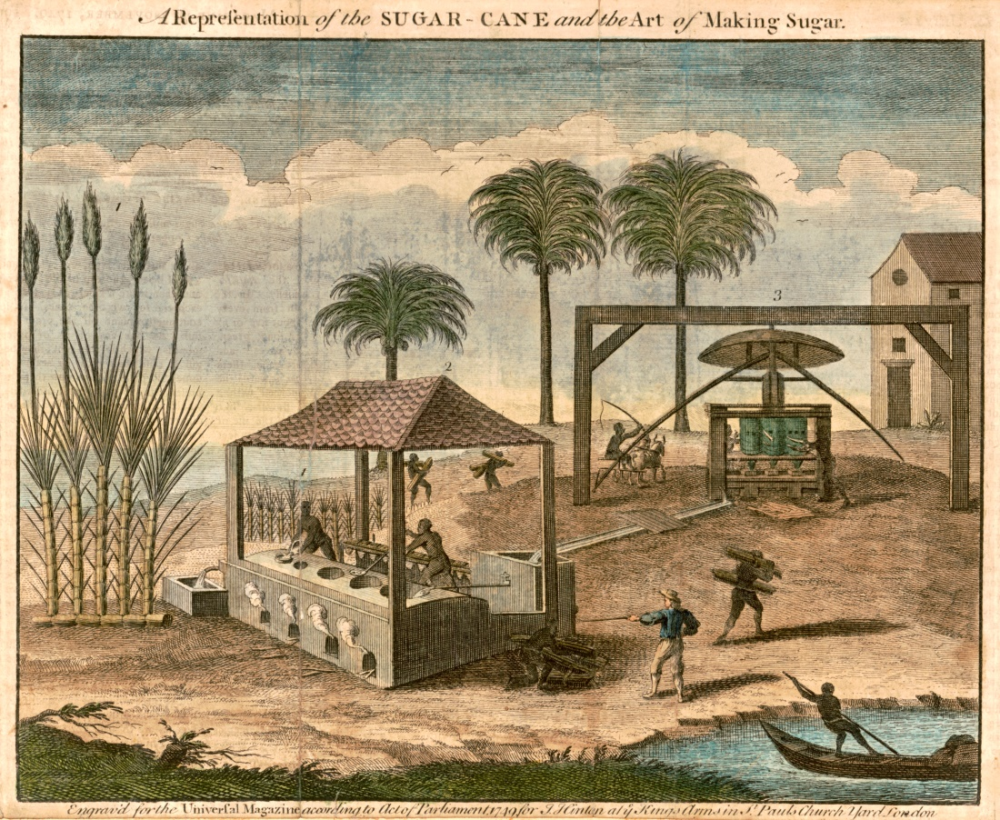 A Representation of the SUGAR-CANE and the Art of Making Sugar.
1
3
2
1
Engrav'd for the Universal Magazine according to Act of Parliament 1749 for J. Hinton at ye Kings Arms in St. Pauls Church Yard London